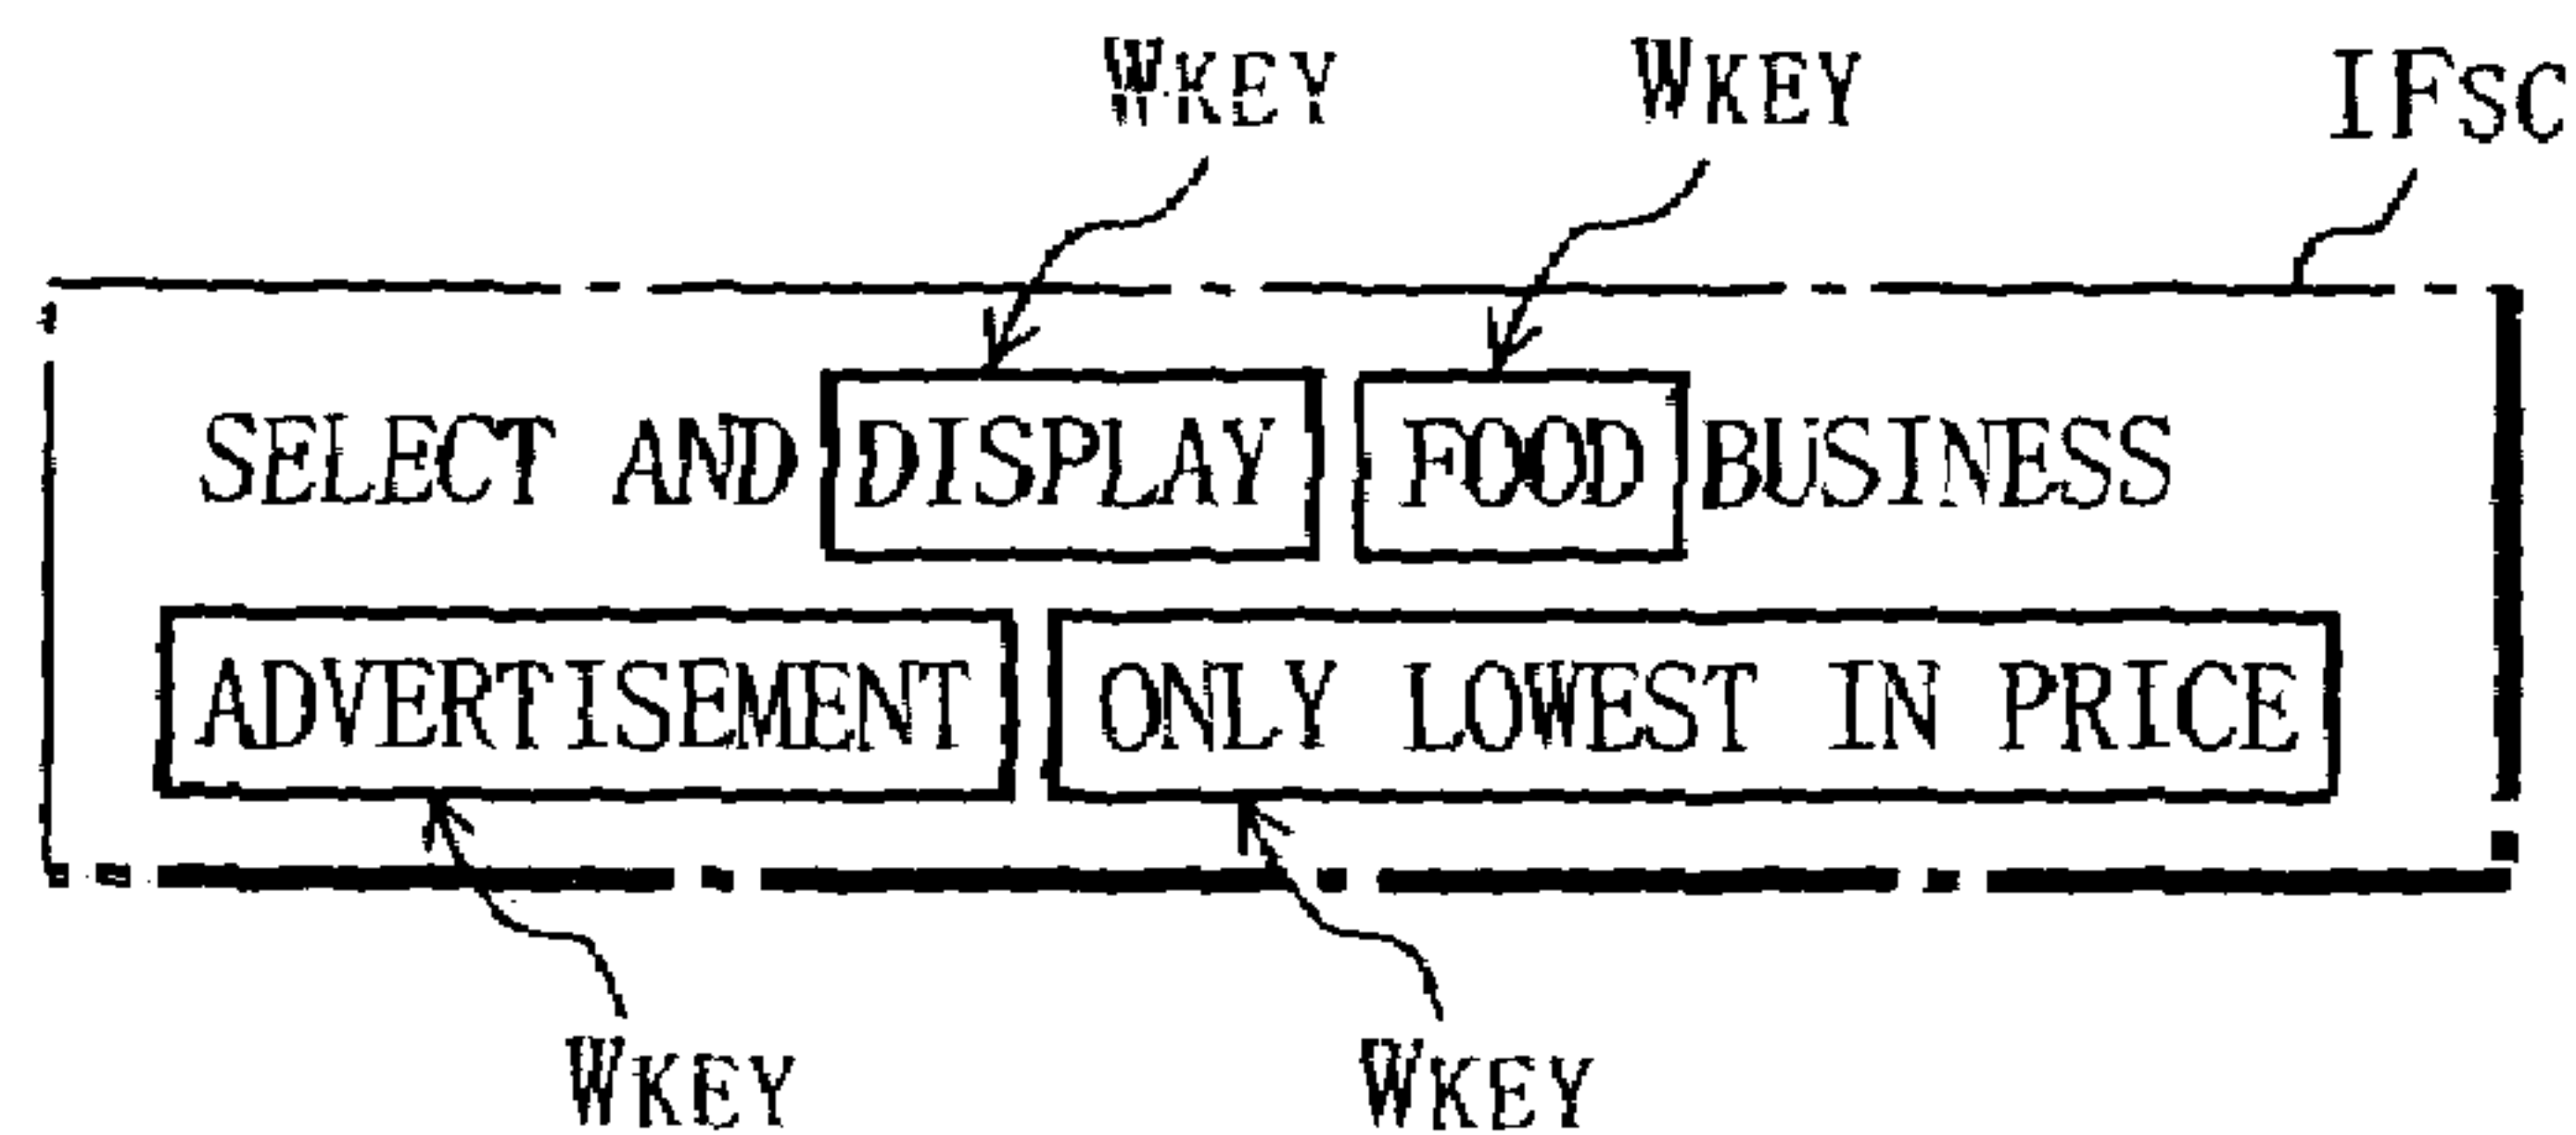 WKEY WKEY IFSC
SELECT AND DISPLAY FOOD BUSINESS
ADVERTISEMENT ONLY LOWEST IN PRICE
WKEY WKEY